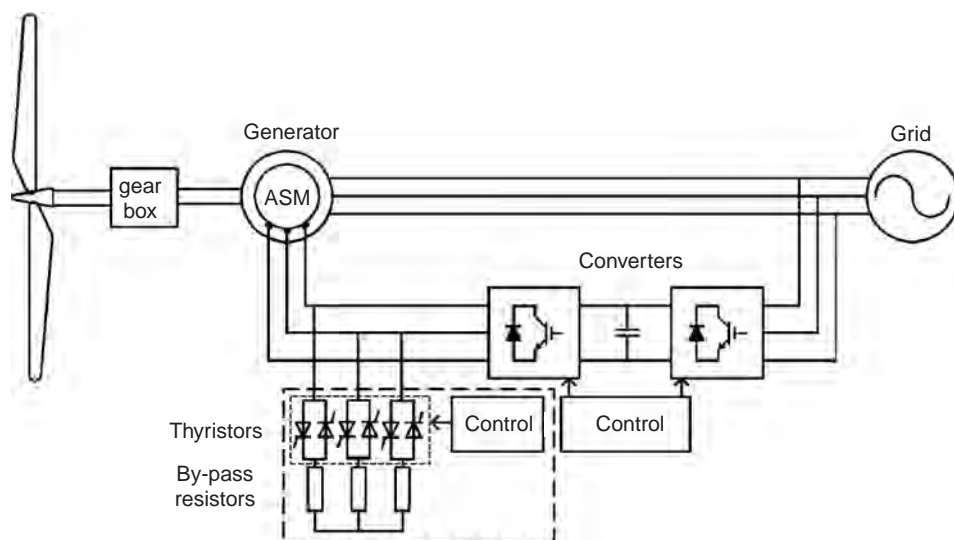 Generator
Grid
gear
box
ASM
Converters
Thyristors
Control
Control
By-pass
resistors